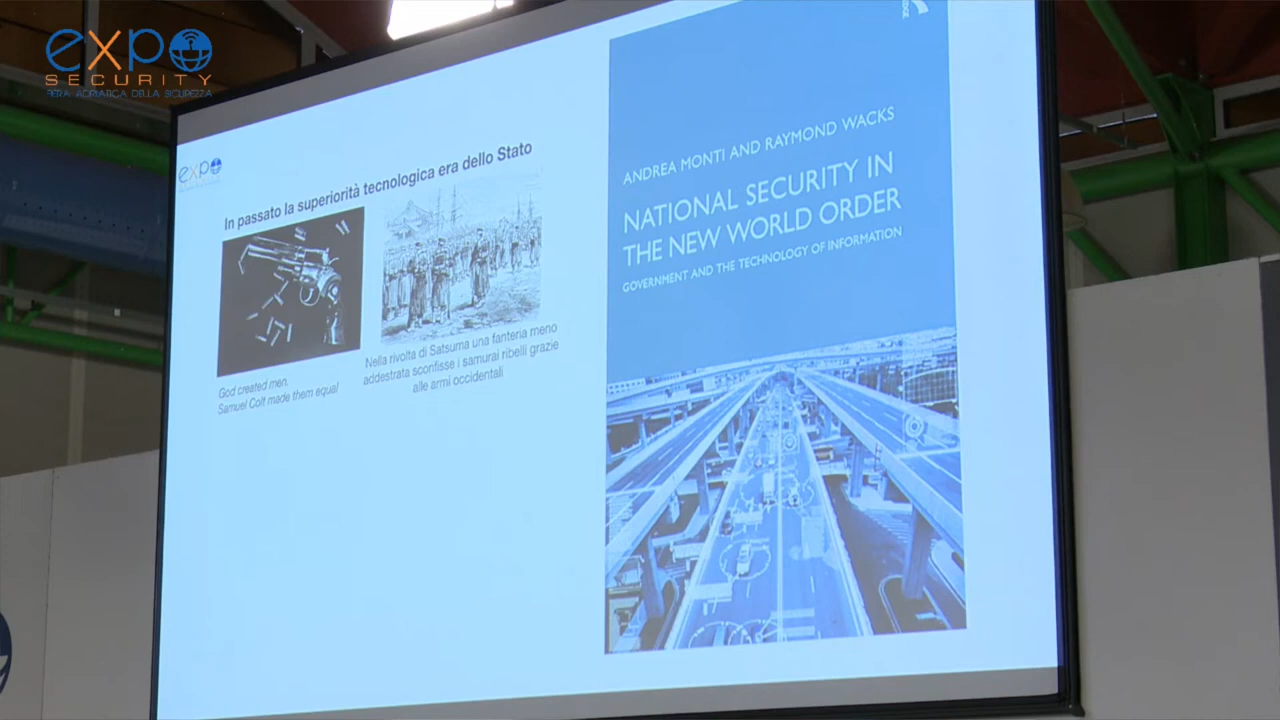 expo
SECURITY
FIERA ADRIATICA DELLA SICUREZZA
expo
In passato la superiorità tecnologica era dello Stato
God created men.
Samuel Colt made them equal
Nella rivolta di Satsuma una fanteria meno
addestrata sconfisse i samurai ribelli grazie
alle armi occidentali
ANDREA MONTI AND RAYMOND WACKS
NATIONAL SECURITY IN
THE NEW WORLD ORDER
GOVERNMENT AND THE TECHNOLOGY OF INFORMATION